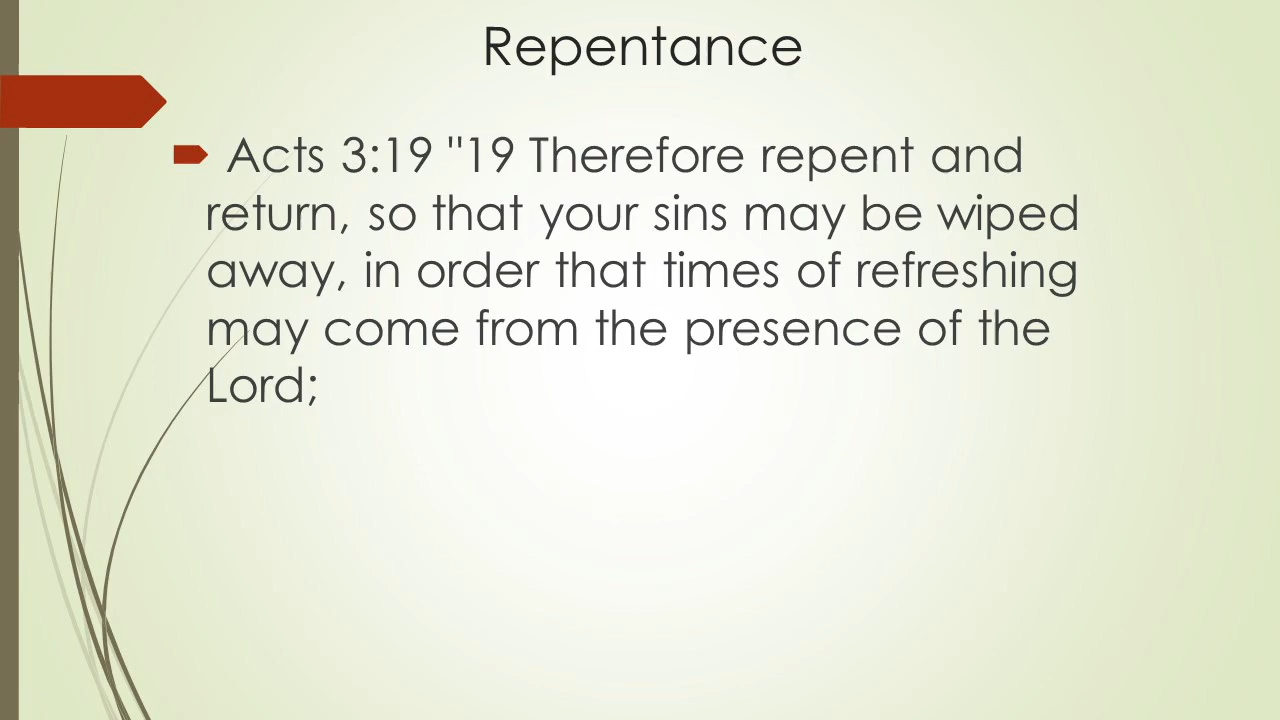 Repentance
Acts 3:19 "19 Therefore repent and
return, so that your sins may be wiped
away, in order that times of refreshing
may come from the presence of the
Lord;